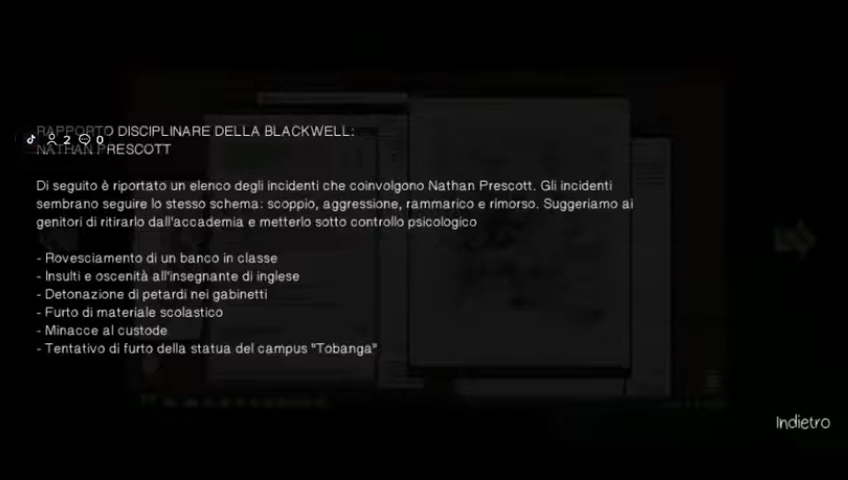 RAPPORTO DISCIPLINARE DELLA BLACKWELL:
2 0
NATHAN PRESCOTT
Di seguito è riportato un elenco degli incidenti che coinvolgono Nathan Prescott. Gli incidenti
sembrano seguire lo stesso schema: scoppio, aggressione, rammarico e rimorso. Suggeriamo ai
genitori di ritirarlo dall'accademia e metterlo sotto controllo psicologico
- Rovesciamento di un banco in classe
- Insulti e oscenità all'insegnante di inglese
- Detonazione di petardi nei gabinetti
- Furto di materiale scolastico
- Minacce al custode
- Tentativo di furto della statua del campus "Tobanga"
Indietro